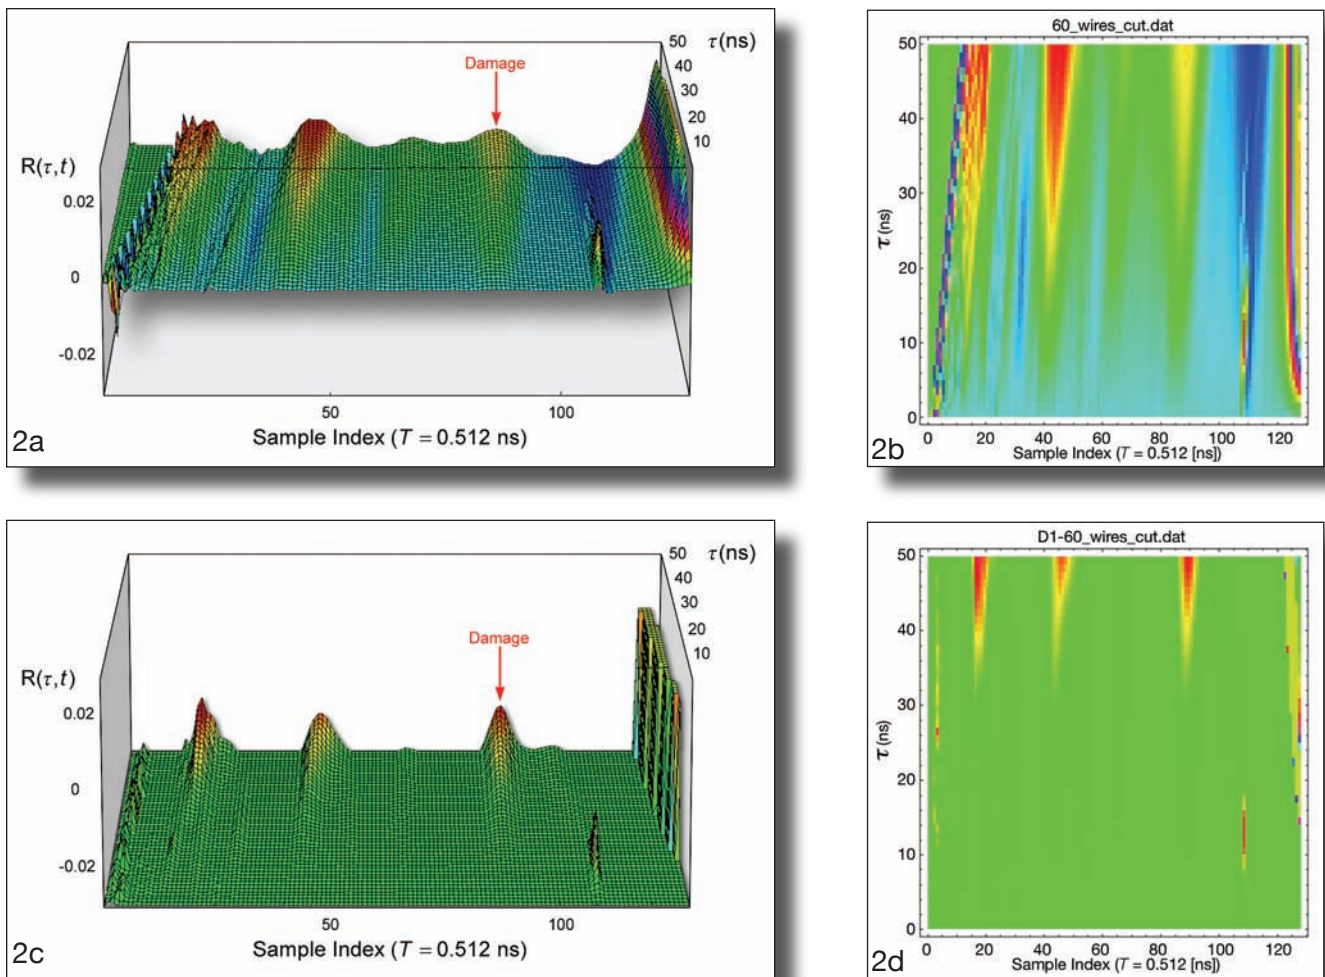 50 τ(ns)
Damage
40
30
20
10
R(τ,t)
0.02
0
-0.02
50 100
Sample Index (T = 0.512 ns)
2a
60_wires_cut.dat
50
40
30
τ (ns)
20
10
0
0 20 40 60 80 100 120
Sample Index (T = 0.512 [ns])
2b
50 τ(ns)
40
Damage
30
20
10
R(τ,t)
0.02
0
-0.02
50 100
Sample Index (T = 0.512 ns)
2c
D1-60_wires_cut.dat
50
40
30
τ (ns)
20
10
0
0 20 40 60 80 100 120
Sample Index (T = 0.512 [ns])
2d